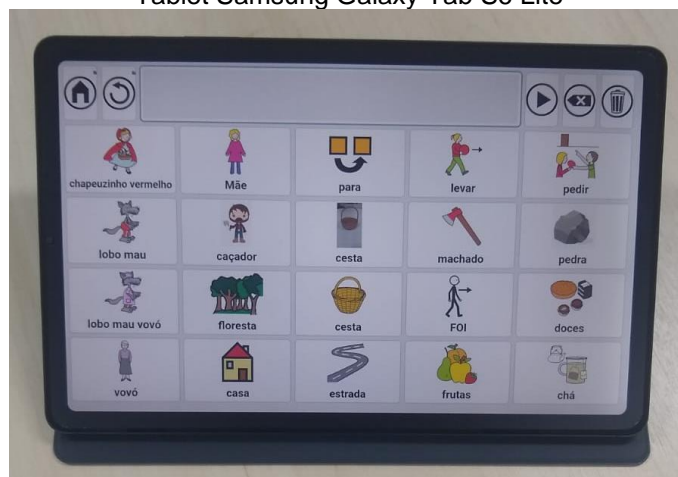 Tablet Samsung Galaxy Tab S6 Lite
chapeuzinho vermelho
Mãe
para
levar
pedir
lobo mau
caçador
cesta
machado
pedra
lobo mau vovó
floresta
cesta
FOI
doces
vovó
casa
estrada
frutas
chá